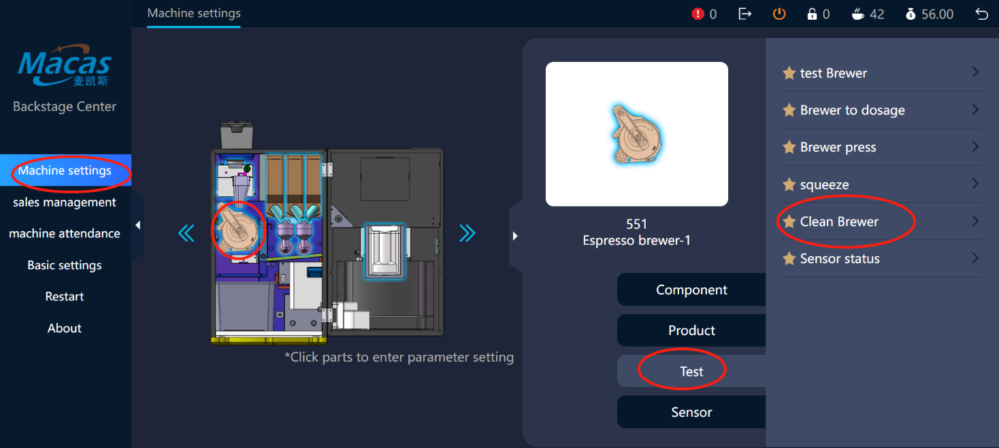 Machine settings
0
0
42
56.00
Macas
麦凯斯
Backstage Center
Machine settings
sales management
machine attendance
Basic settings
Restart
About
*Click parts to enter parameter setting
551
Espresso brewer-1
Component
Product
Test
Sensor
test Brewer
Brewer to dosage
Brewer press
squeeze
Clean Brewer
Sensor status